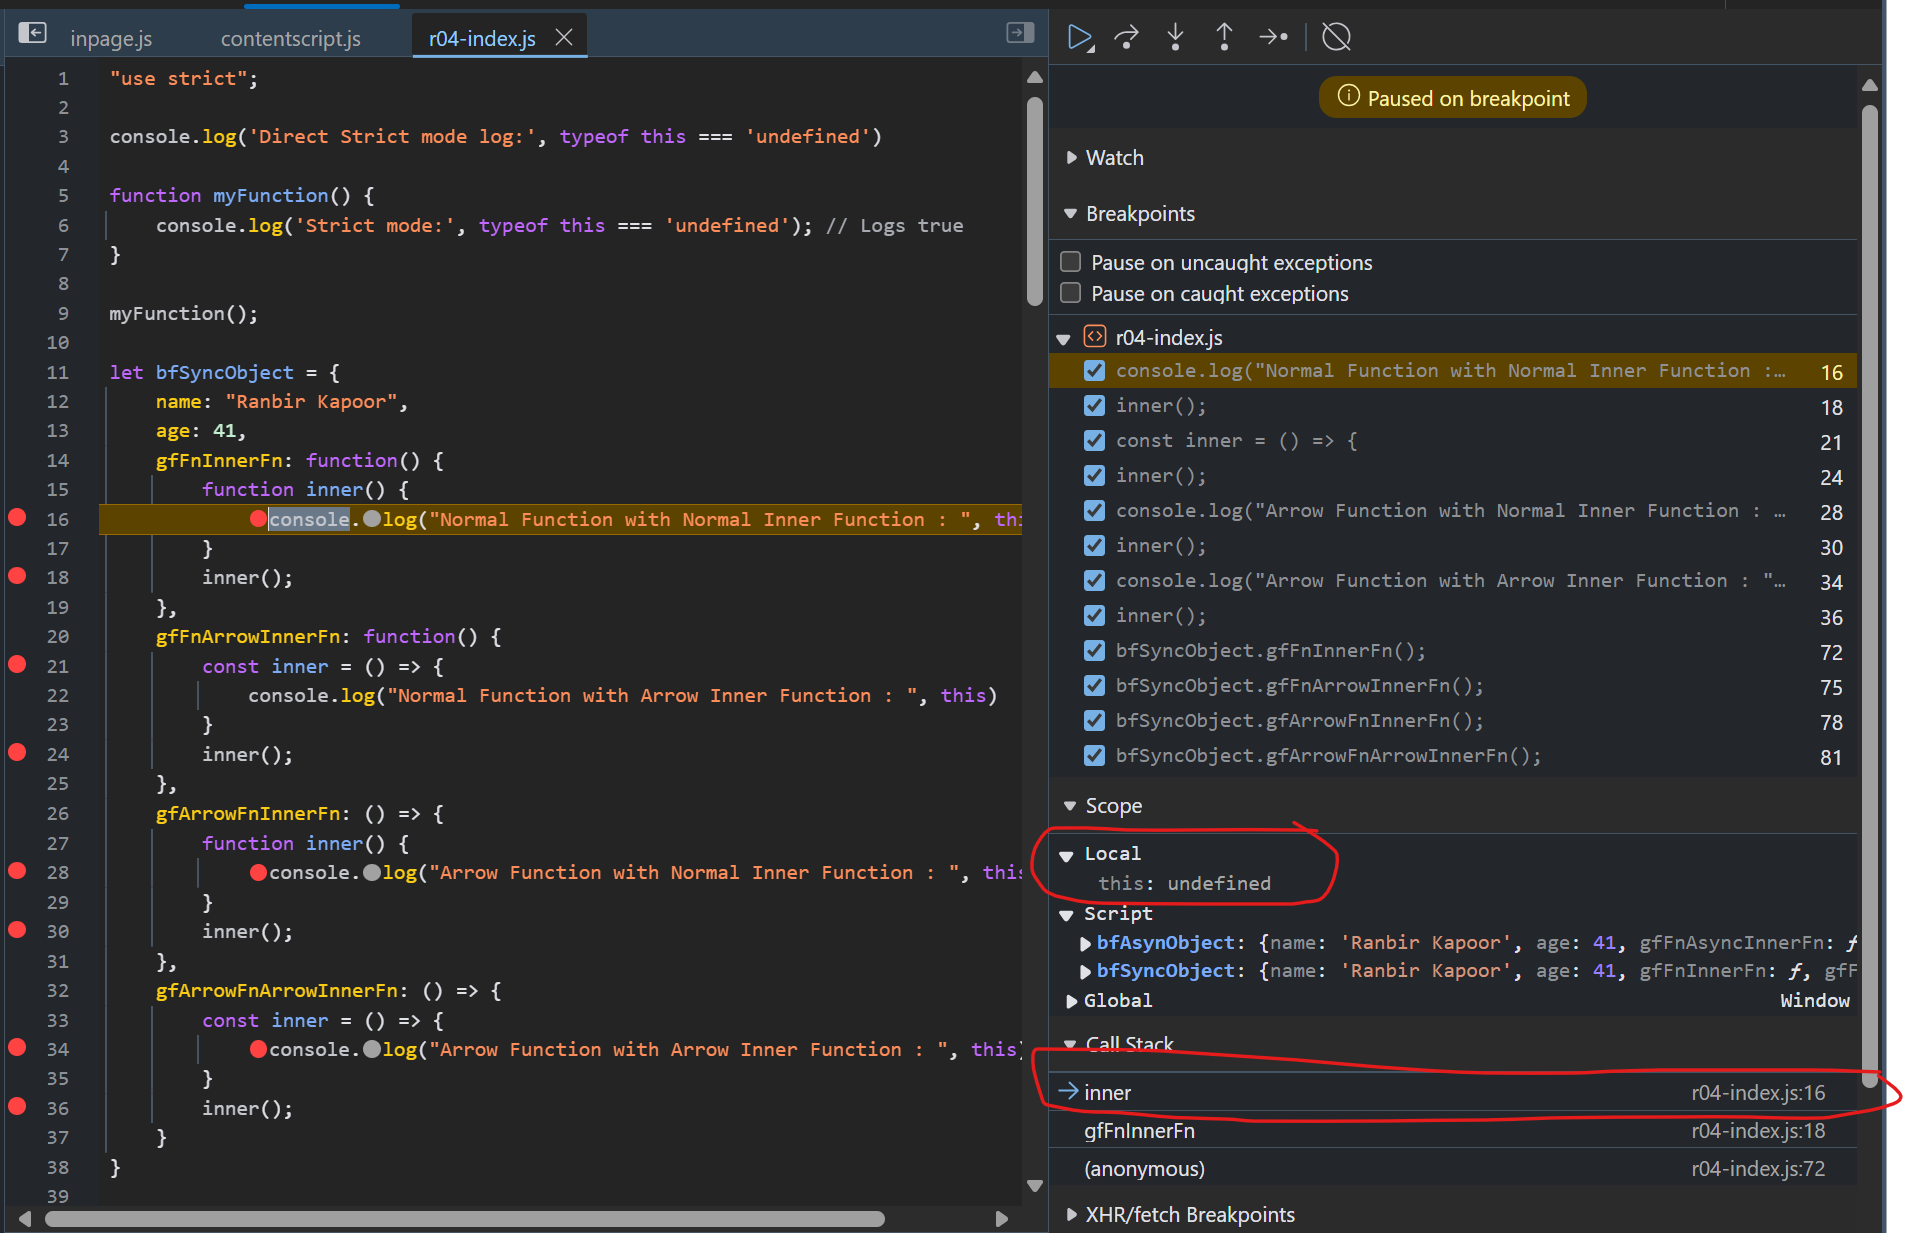 inpage.js contentscript.js r04-index.js
1 "use strict";
2
3 console.log('Direct Strict mode log:', typeof this === 'undefined')
4
5 function myFunction() {
6 console.log('Strict mode:', typeof this === 'undefined'); // Logs true
7 }
8
9 myFunction();
10
11 let bfSyncObject = {
12 name: "Ranbir Kapoor",
13 age: 41,
14 gfFnInnerFn: function() {
15 function inner() {
16 console.log("Normal Function with Normal Inner Function : ", thi
17 }
18 inner();
19 },
20 gfFnArrowInnerFn: function() {
21 const inner = () => {
22 console.log("Normal Function with Arrow Inner Function : ", this)
23 }
24 inner();
25 },
26 gfArrowFnInnerFn: () => {
27 function inner() {
28 console.log("Arrow Function with Normal Inner Function : ", this
29 }
30 inner();
31 },
32 gfArrowFnArrowInnerFn: () => {
33 const inner = () => {
34 console.log("Arrow Function with Arrow Inner Function : ", this)
35 }
36 inner();
37 }
38 }
39
Paused on breakpoint
Watch
Breakpoints
Pause on uncaught exceptions
Pause on caught exceptions
r04-index.js
console.log("Normal Function with Normal Inner Function :… 16
inner(); 18
const inner = () => { 21
inner(); 24
console.log("Arrow Function with Normal Inner Function : … 28
inner(); 30
console.log("Arrow Function with Arrow Inner Function : "… 34
inner(); 36
bfSyncObject.gfFnInnerFn(); 72
bfSyncObject.gfFnArrowInnerFn(); 75
bfSyncObject.gfArrowFnInnerFn(); 78
bfSyncObject.gfArrowFnArrowInnerFn(); 81
Scope
Local
this: undefined
Script
bfAsynObject: {name: 'Ranbir Kapoor', age: 41, gfFnAsyncInnerFn: ƒ
bfSyncObject: {name: 'Ranbir Kapoor', age: 41, gfFnInnerFn: ƒ, gfF
Global Window
Call Stack
inner r04-index.js:16
gfFnInnerFn r04-index.js:18
(anonymous) r04-index.js:72
XHR/fetch Breakpoints